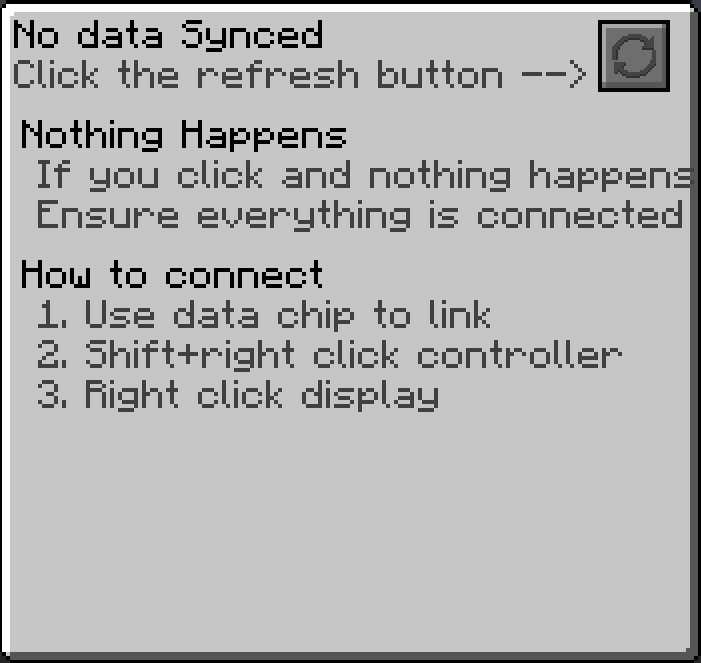 No data Synced
Click the refresh button -->
Nothing Happens
If you click and nothing happens
Ensure everything is connected
How to connect
1. Use data chip to link
2. Shift+right click controller
3. Right click display